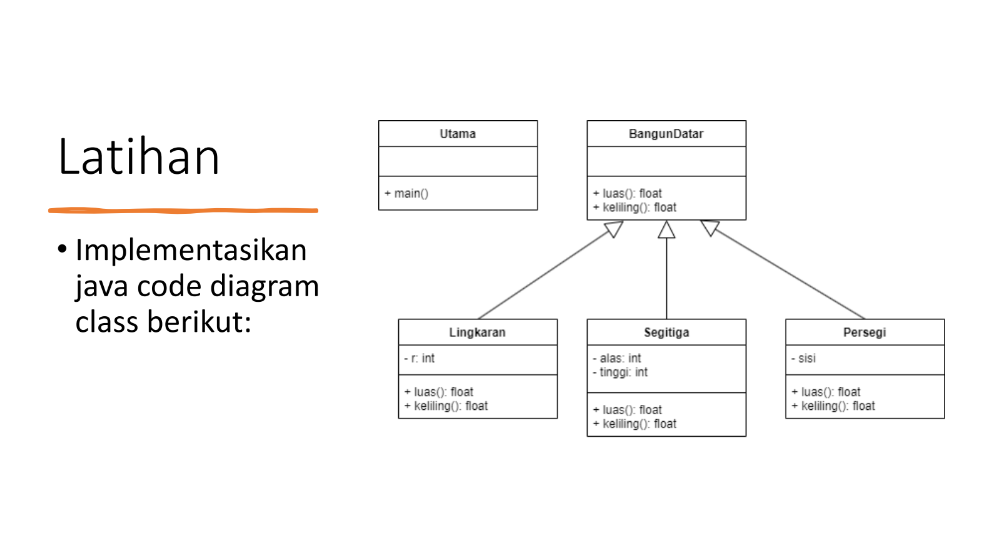 Latihan
• Implementasikan
java code diagram
class berikut:
Utama
+ main()
BangunDatar
+ luas(): float
+ keliling(): float
Lingkaran
- r: int
+ luas(): float
+ keliling(): float
Segitiga
- alas: int
- tinggi: int
+ luas(): float
+ keliling(): float
Persegi
- sisi
+ luas(): float
+ keliling(): float